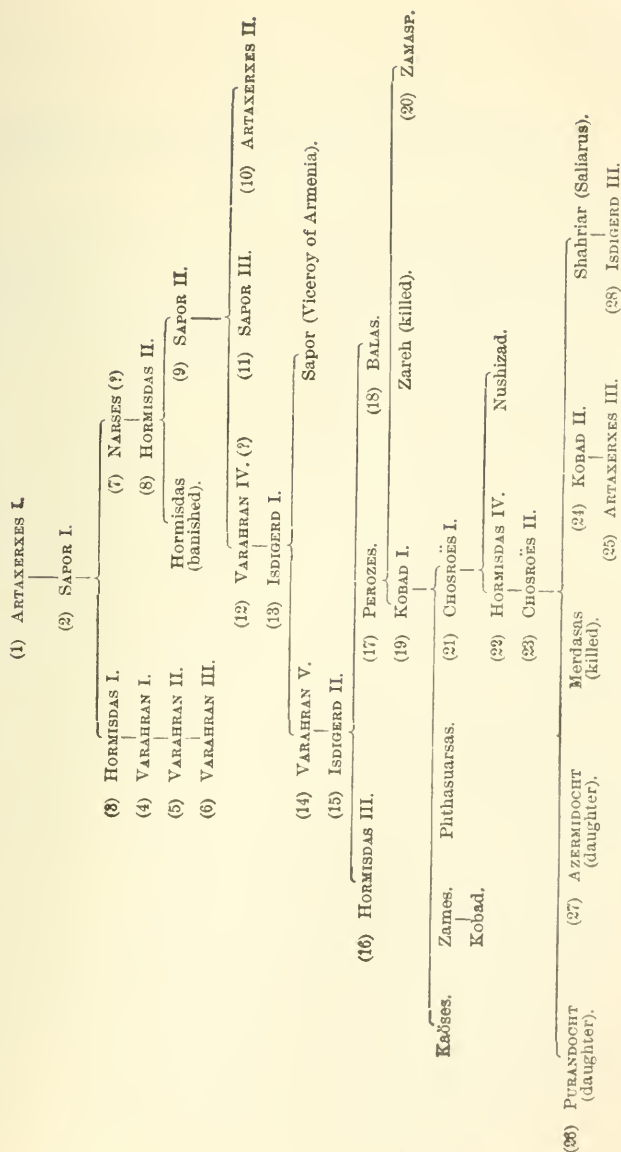 (1) ARTAXERXES I.
(2) SAPOR I.
(3) HORMISDAS I. (7) NARSES (?)
(4) VARAHRAN I. (8) HORMISDAS II.
(5) VARAHRAN II. Hormisdas (9) SAPOR II.
(6) VARAHRAN III. (banished).
(12) VARAHRAN IV. (?) (11) SAPOR III. (10) ARTAXERXES II.
(13) ISDIGERD I.
(14) VARAHRAN V. Sapor (Viceroy of Armenia).
(15) ISDIGERD II.
(16) HORMISDAS III. (17) PEROZES. (18) BALAS.
(19) KOBAD I. Zareh (killed). (20) ZAMASP.
Kaöses. Zames. Phthasuarsas. (21) CHOSROËS I.
Kobad. (22) HORMISDAS IV. Nushizad.
(23) CHOSROËS II.
(26) PURANDOCHT (27) AZERMIDOCHT Merdasas (24) KOBAD II. Shahriar (Saliarus).
(daughter). (daughter). (killed). (25) ARTAXERXES III. (28) ISDIGERD III.